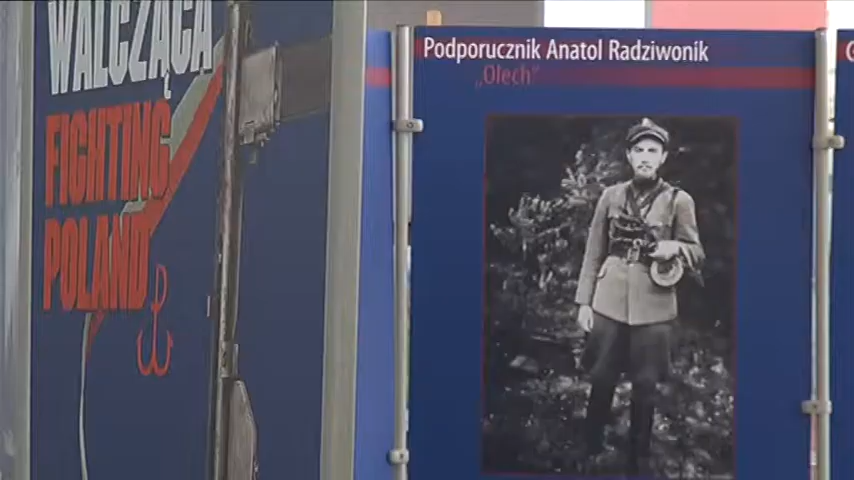 WALCZĄCA
FIGHTING
POLAND
Podporucznik Anatol Radziwonik
„Olech”